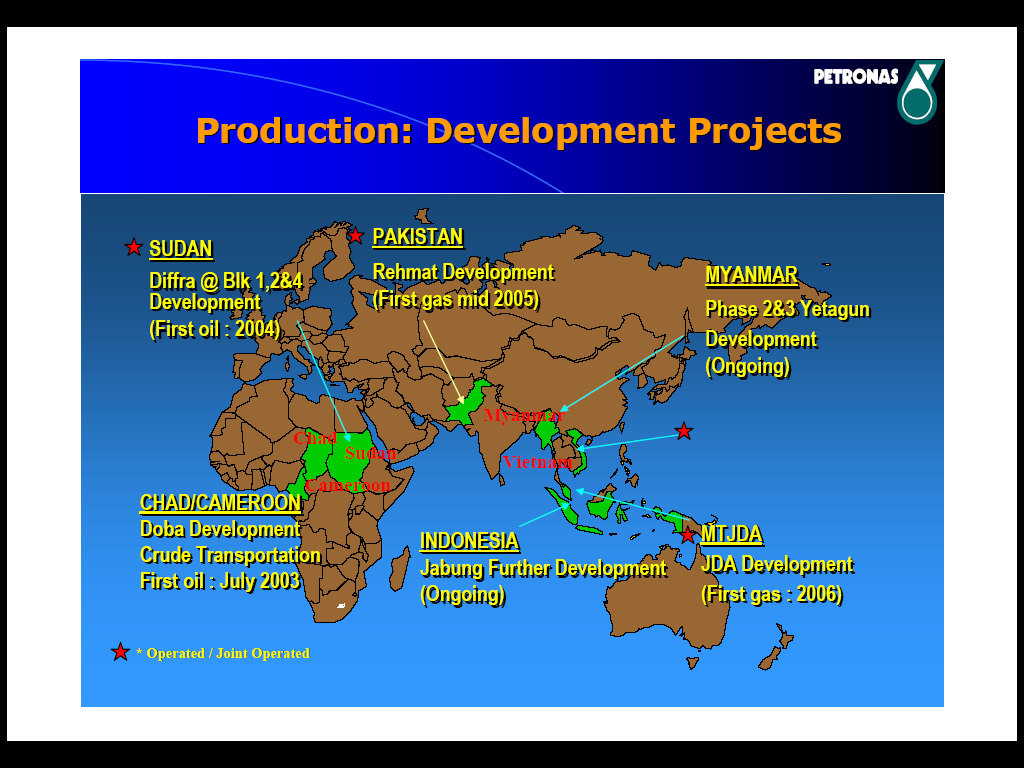 PETRONAS
Production: Development Projects
SUDAN
Diffra @ Blk 1,2&4
Development
(First oil : 2004)
PAKISTAN
Rehmat Development
(First gas mid 2005)
MYANMAR
Phase 2&3 Yetagun
Development
(Ongoing)
Myanmar
Chad
Sudan
Vietnam
Cameroon
CHAD/CAMEROON
Doba Development
Crude Transportation
First oil : July 2003
INDONESIA
Jabung Further Development
(Ongoing)
MTJDA
JDA Development
(First gas : 2006)
* Operated / Joint Operated